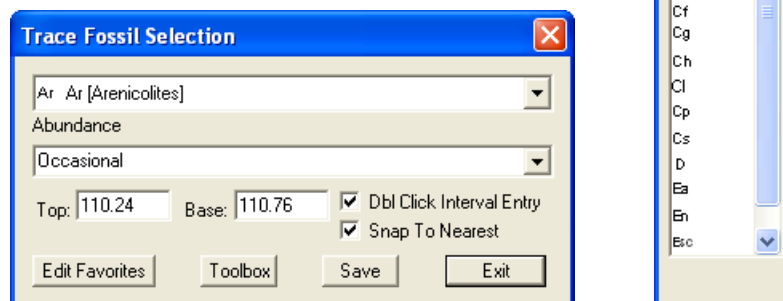 Trace Fossil Selection
Ar Ar [Arenicolites]
Abundance
Occasional
Top: 110.24 Base: 110.76 Dbl Click Interval Entry
Snap To Nearest
Edit Favorites Toolbox Save Exit
Cf
Cg
Ch
Cl
Cp
Cs
D
Ea
En
Esc